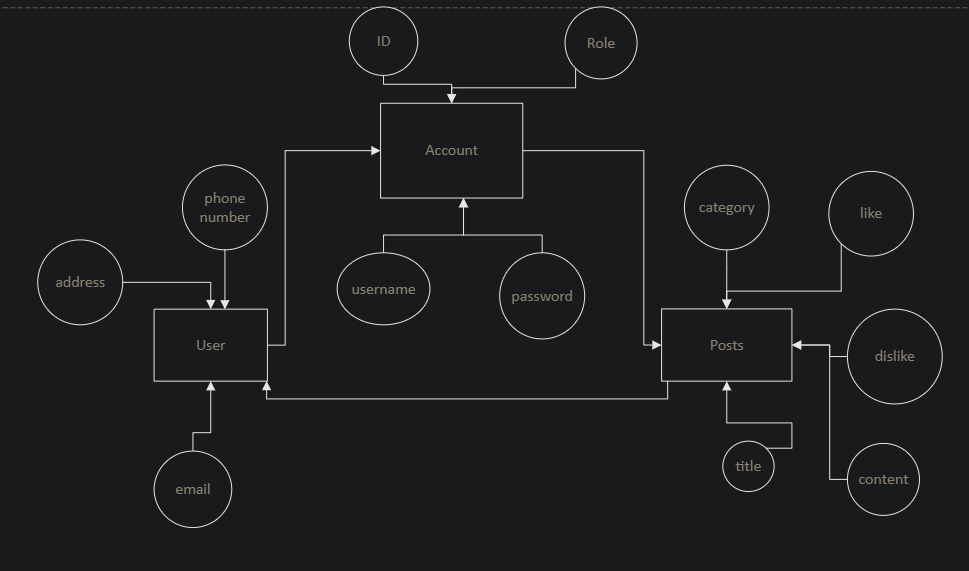 ID
Role
Account
phone
number
category
like
address
username
password
User
Posts
dislike
title
email
content